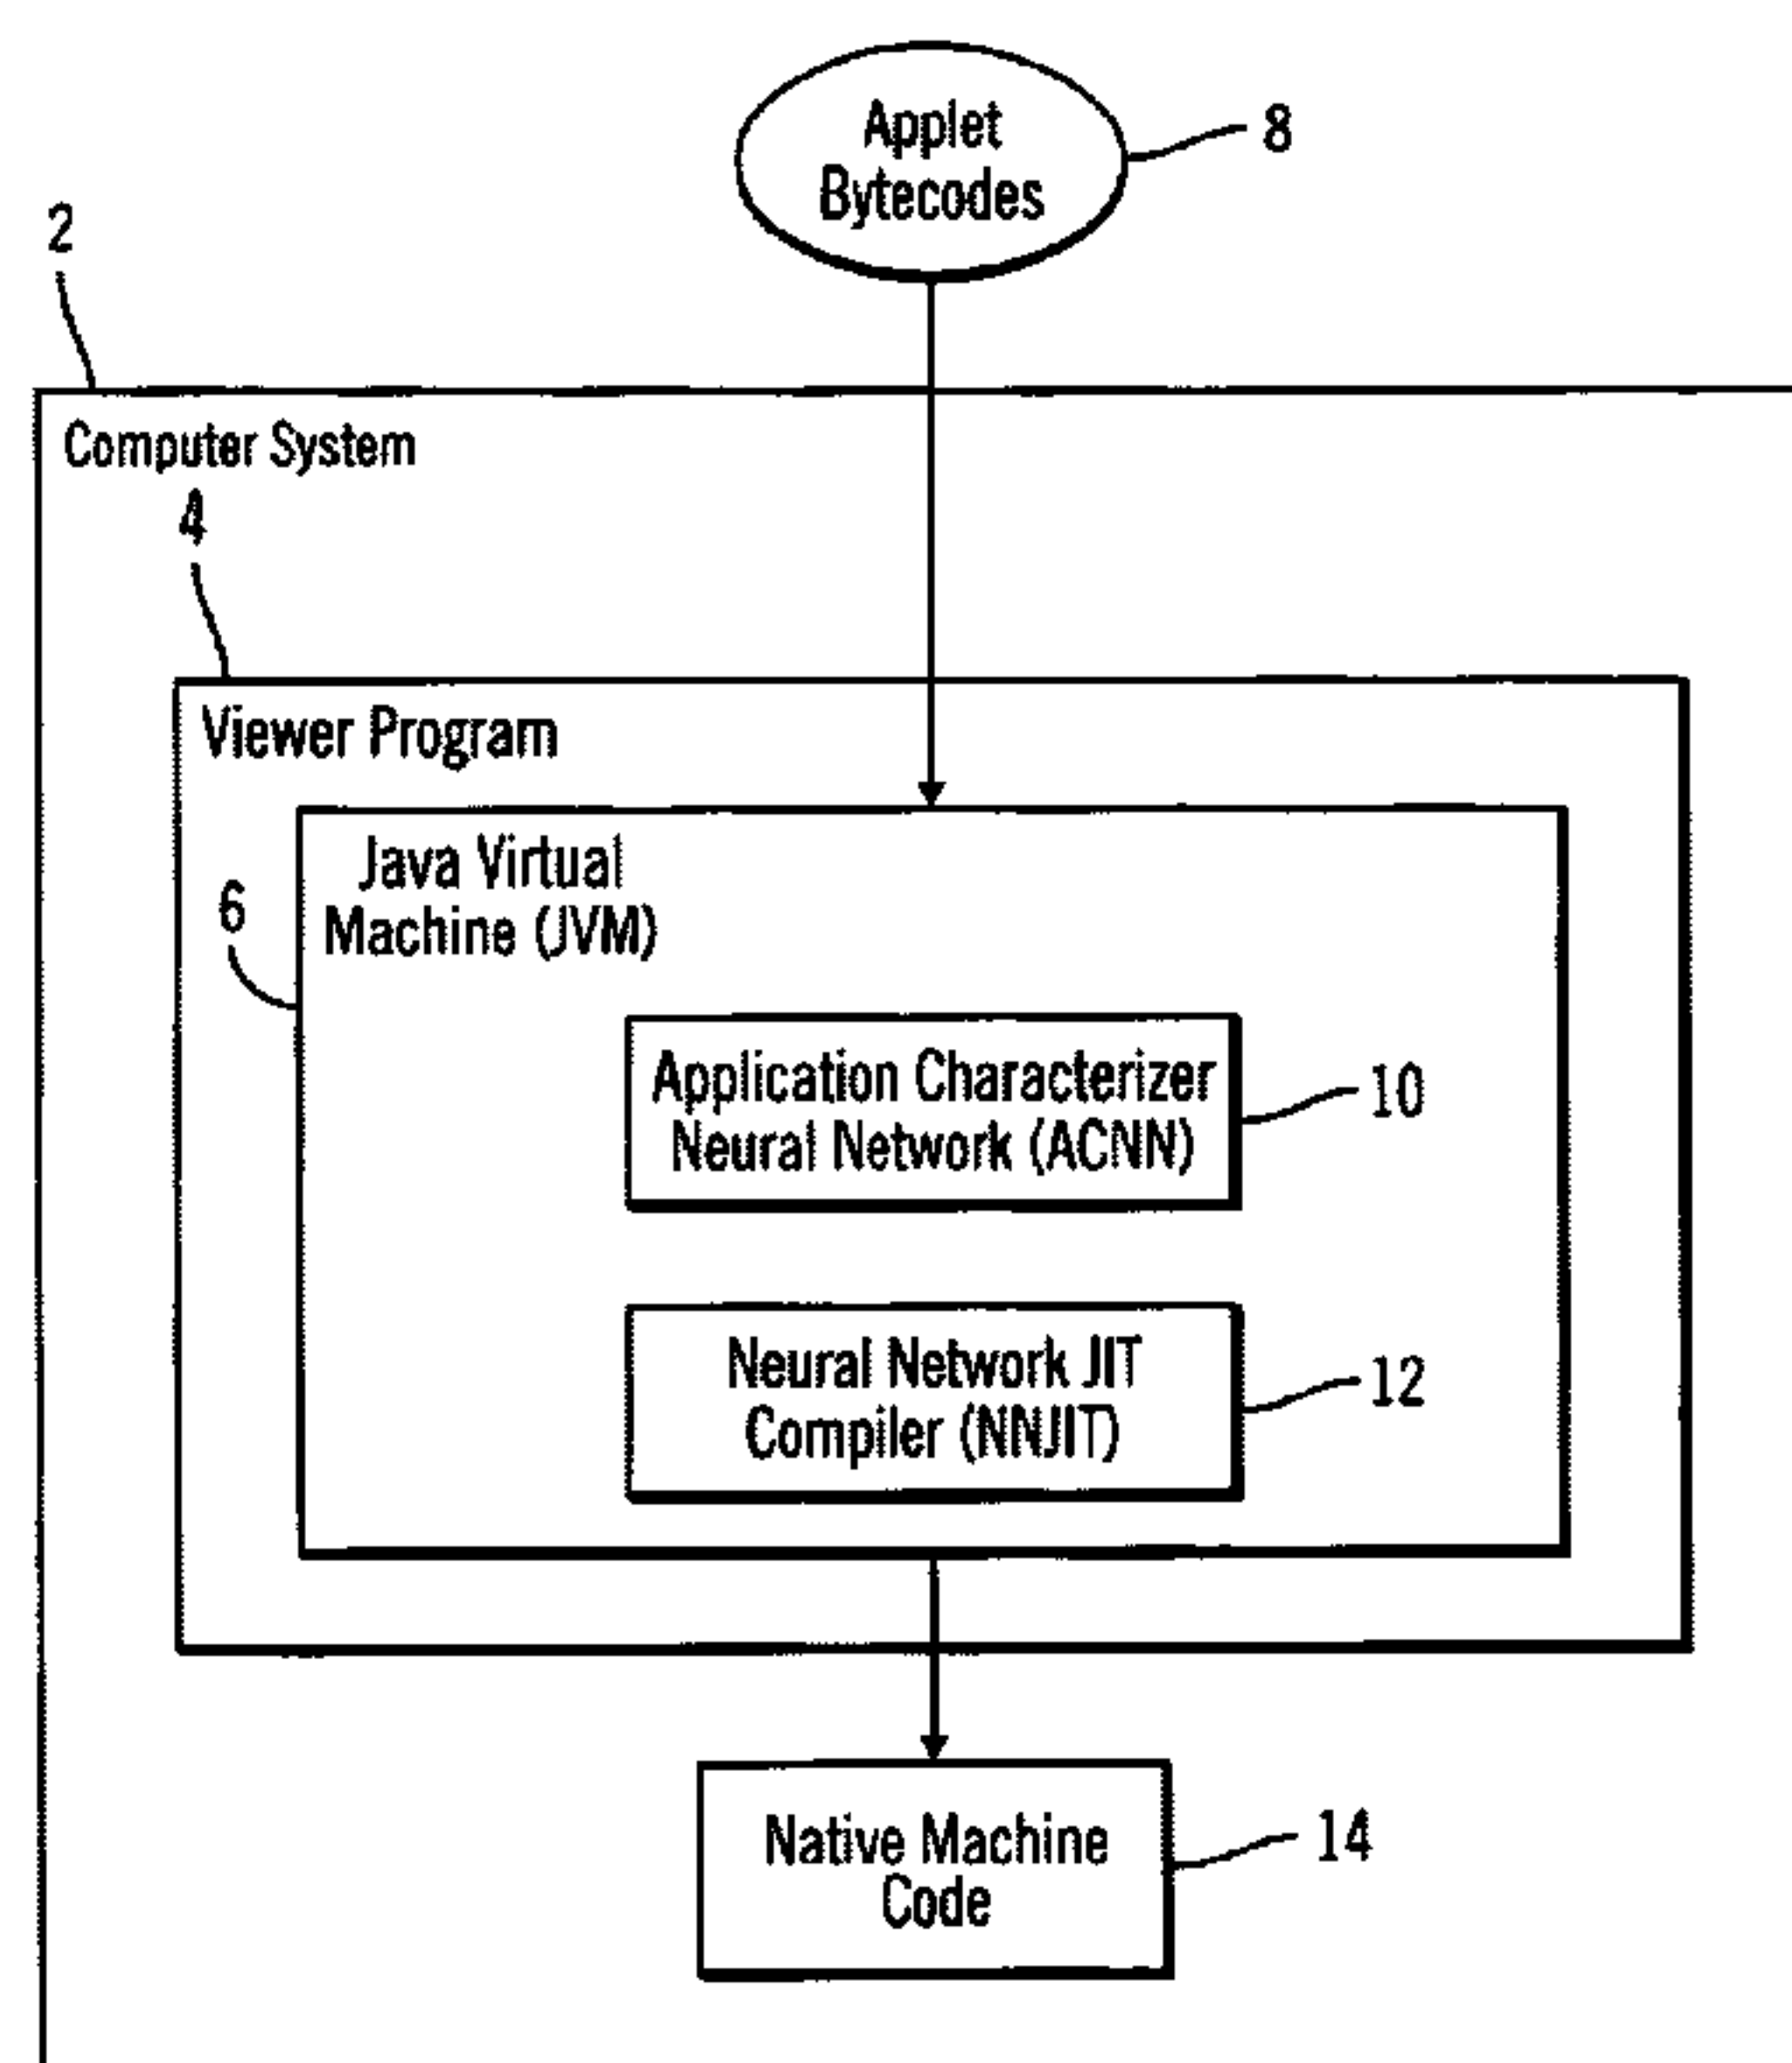 Applet
Bytecodes
8
2
Computer System
4
Viewer Program
Java Virtual
Machine (JVM)
6
Application Characterizer
Neural Network (ACNN)
10
Neural Network JIT
Compiler (NNJIT)
12
Native Machine
Code
14